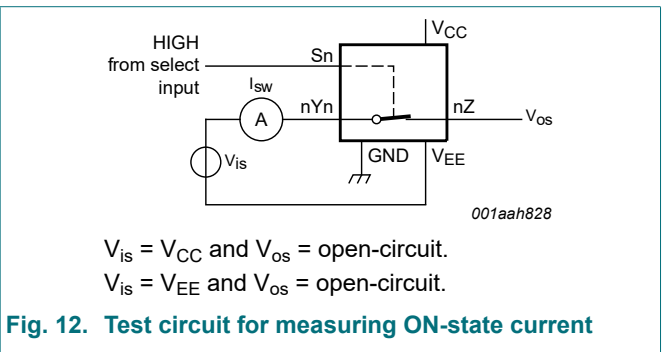 VCC
HIGH
from select
input
Sn
Isw
nYn
nZ
Vos
A
Vis
GND
VEE
001aah828
Vis = VCC and Vos = open-circuit.
Vis = VEE and Vos = open-circuit.
Fig. 12. Test circuit for measuring ON-state current